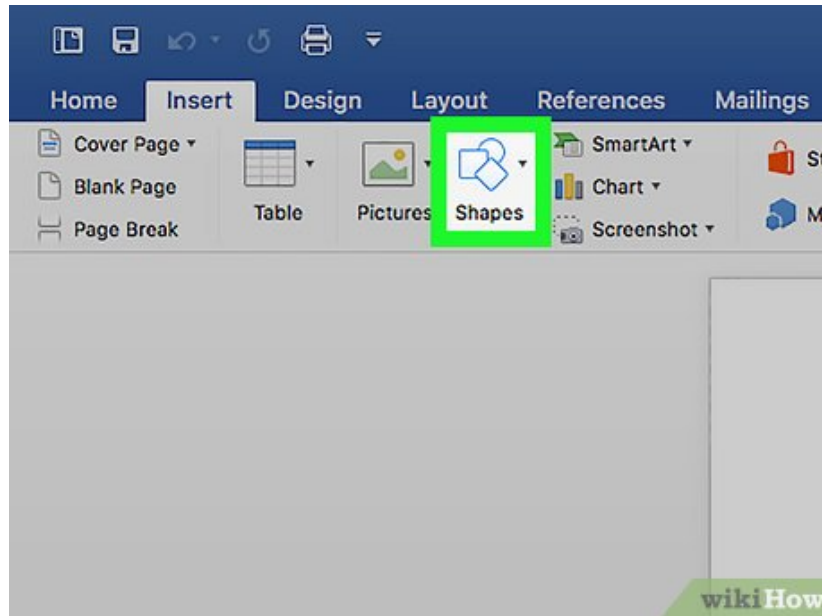 Home Insert Design Layout References Mailings
Cover Page
Blank Page
Page Break
Table
Pictures
Shapes
SmartArt
Chart
Screenshot
wikiHow